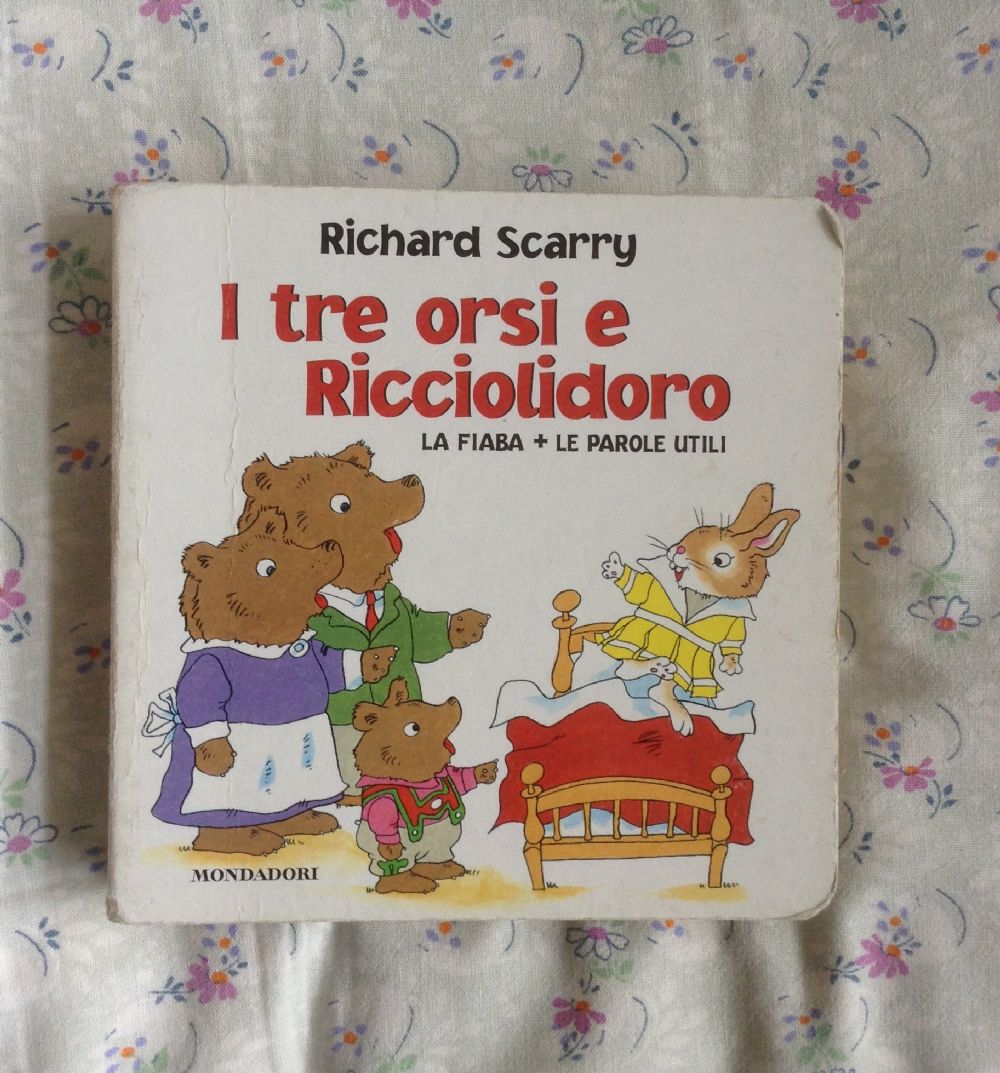 Richard Scarry
I tre orsi e
Ricciolidoro
LA FIABA + LE PAROLE UTILI
MONDADORI